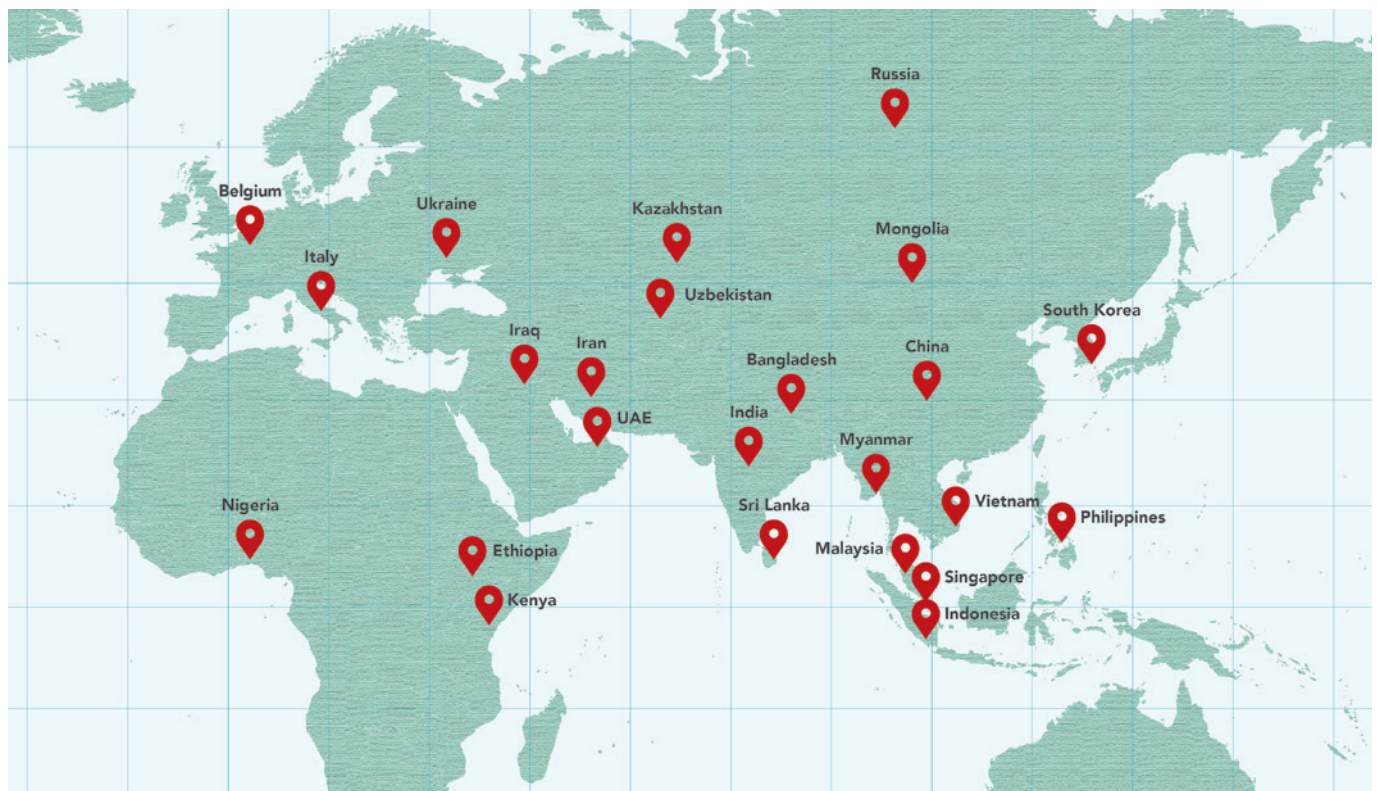 Russia
Belgium
Ukraine
Kazakhstan
Mongolia
Italy
Uzbekistan
South Korea
Iraq
Iran
Bangladesh
China
India
UAE
Myanmar
Nigeria
Sri Lanka
Vietnam
Philippines
Ethiopia
Malaysia
Singapore
Kenya
Indonesia